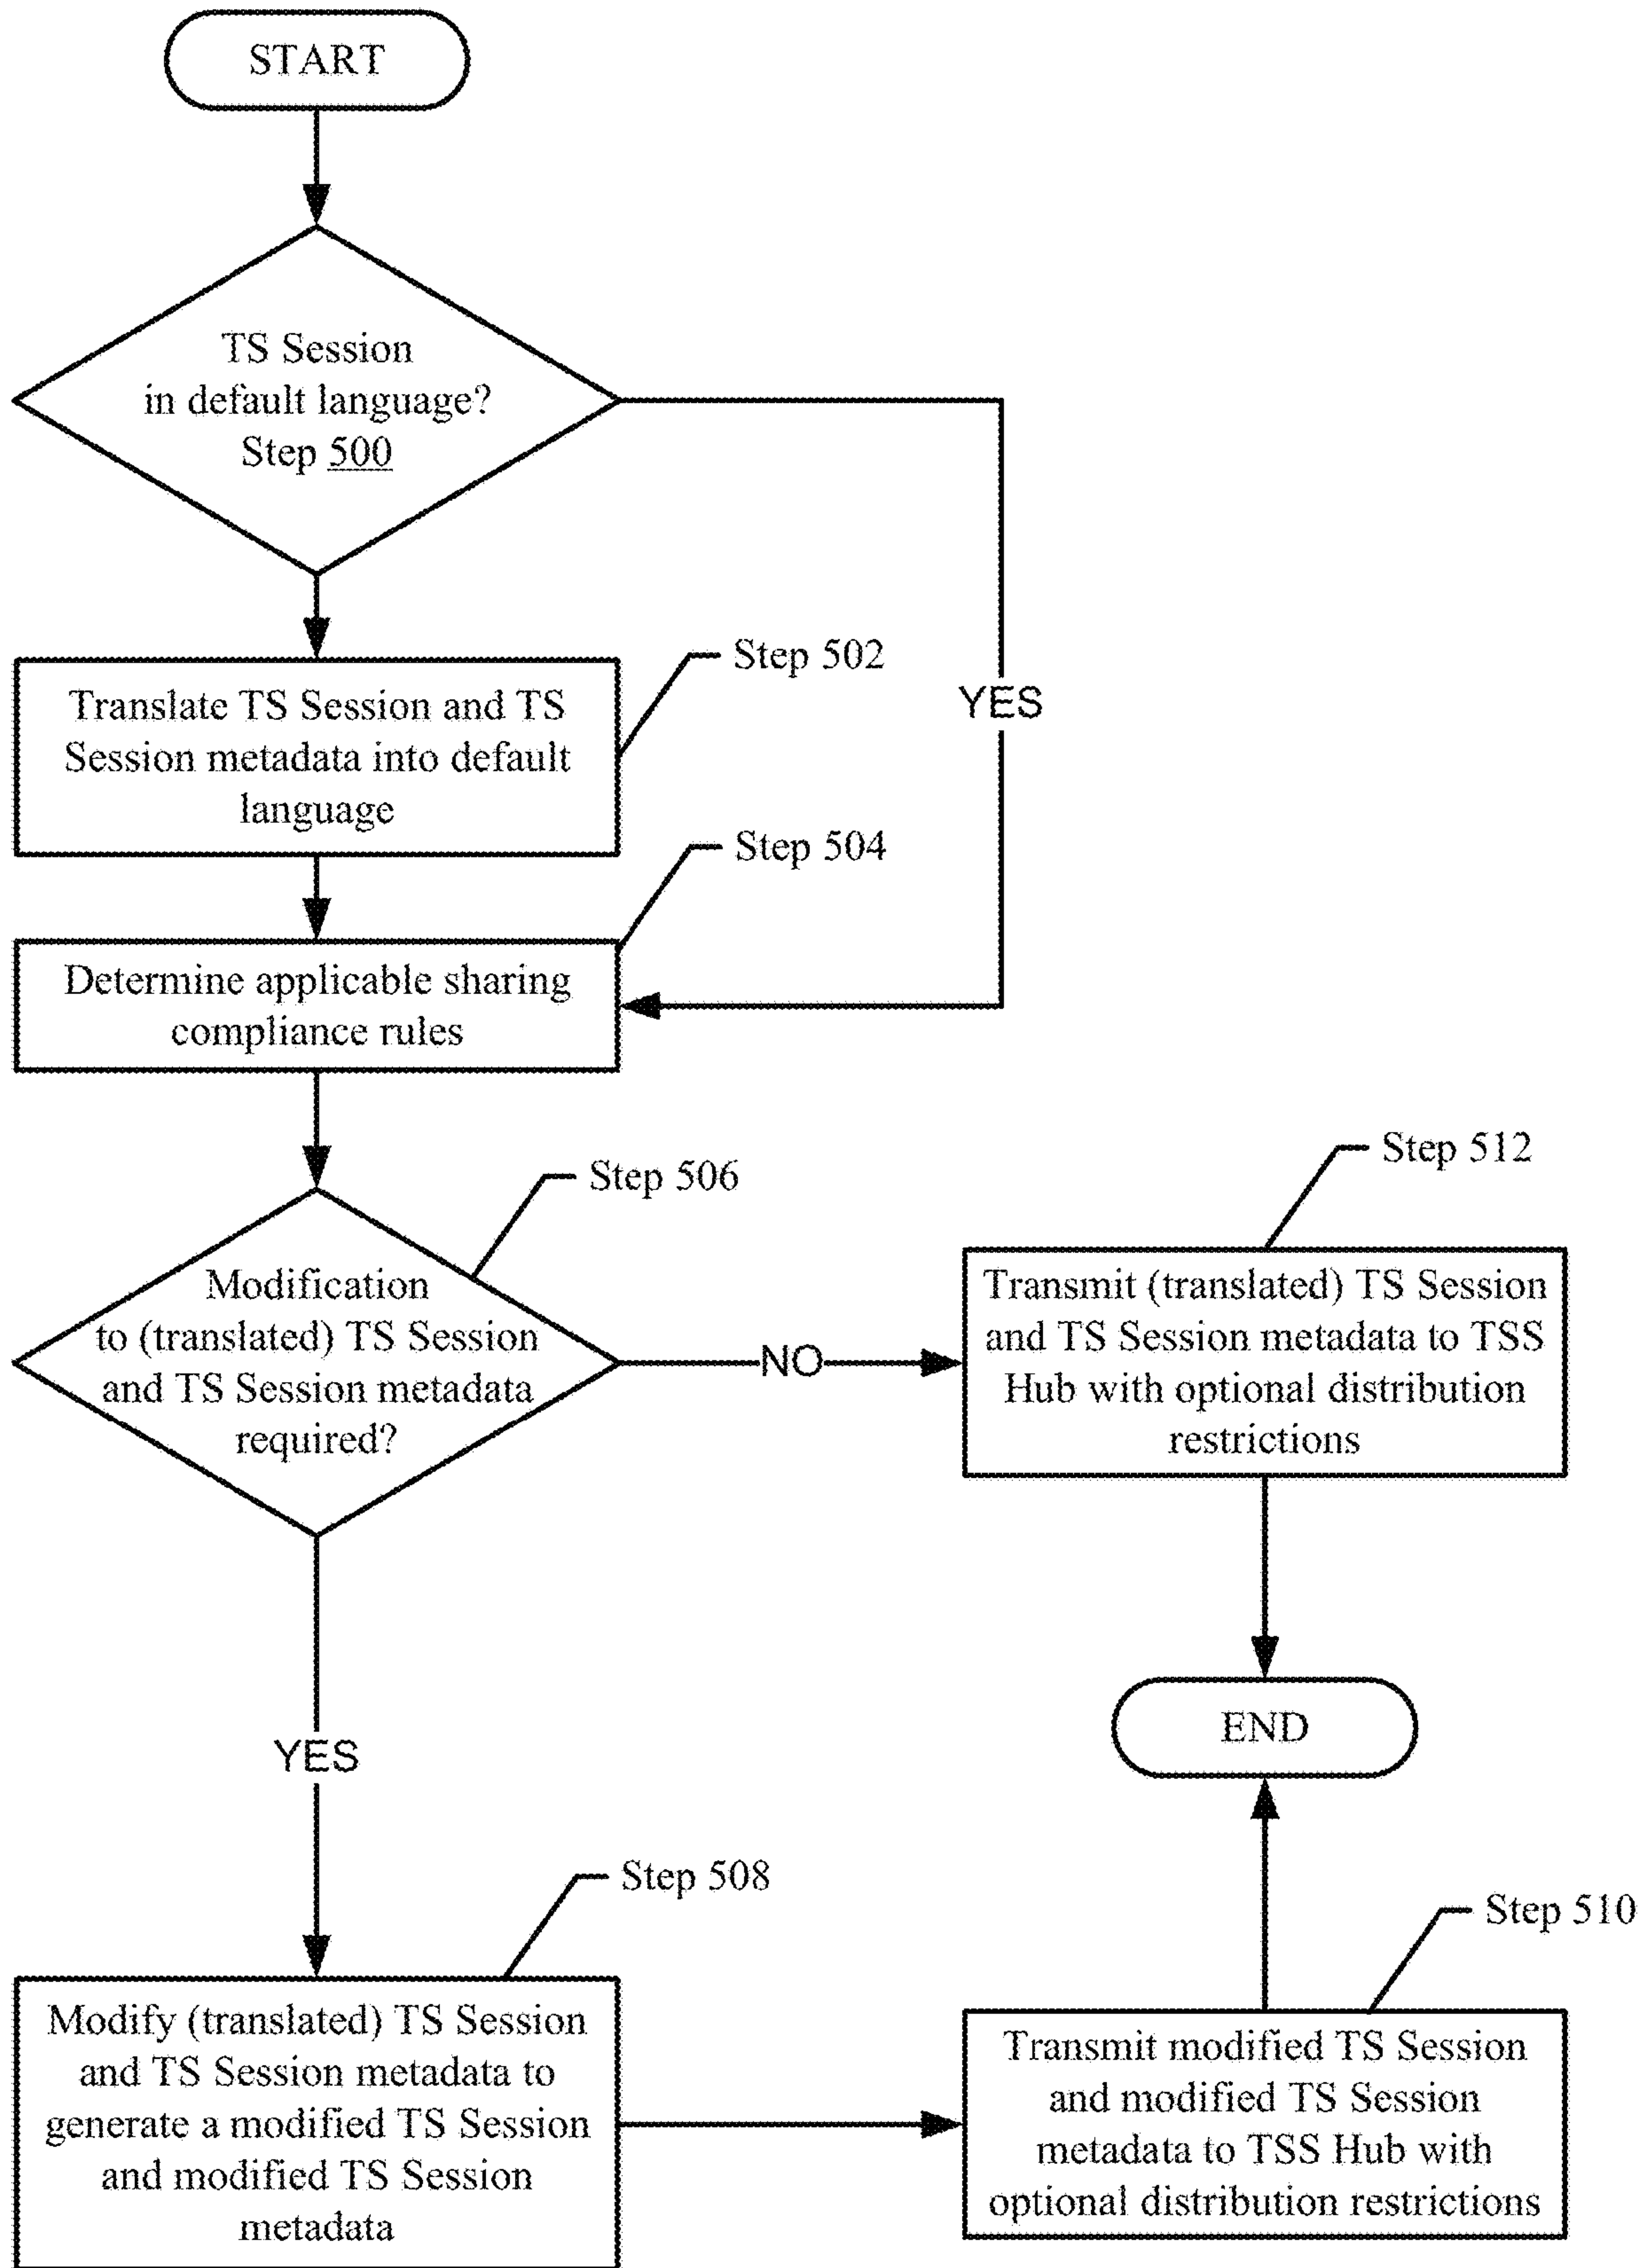 START
TS Session
in default language?
Step 500
Step 502
Translate TS Session and TS
Session metadata into default
language
YES
Step 504
Determine applicable sharing
compliance rules
Step 506
Modification
to (translated) TS Session
and TS Session metadata
required?
NO
Step 512
Transmit (translated) TS Session
and TS Session metadata to TSS
Hub with optional distribution
restrictions
END
YES
Step 508
Modify (translated) TS Session
and TS Session metadata to
generate a modified TS Session
and modified TS Session
metadata
Step 510
Transmit modified TS Session
and modified TS Session
metadata to TSS Hub with
optional distribution restrictions